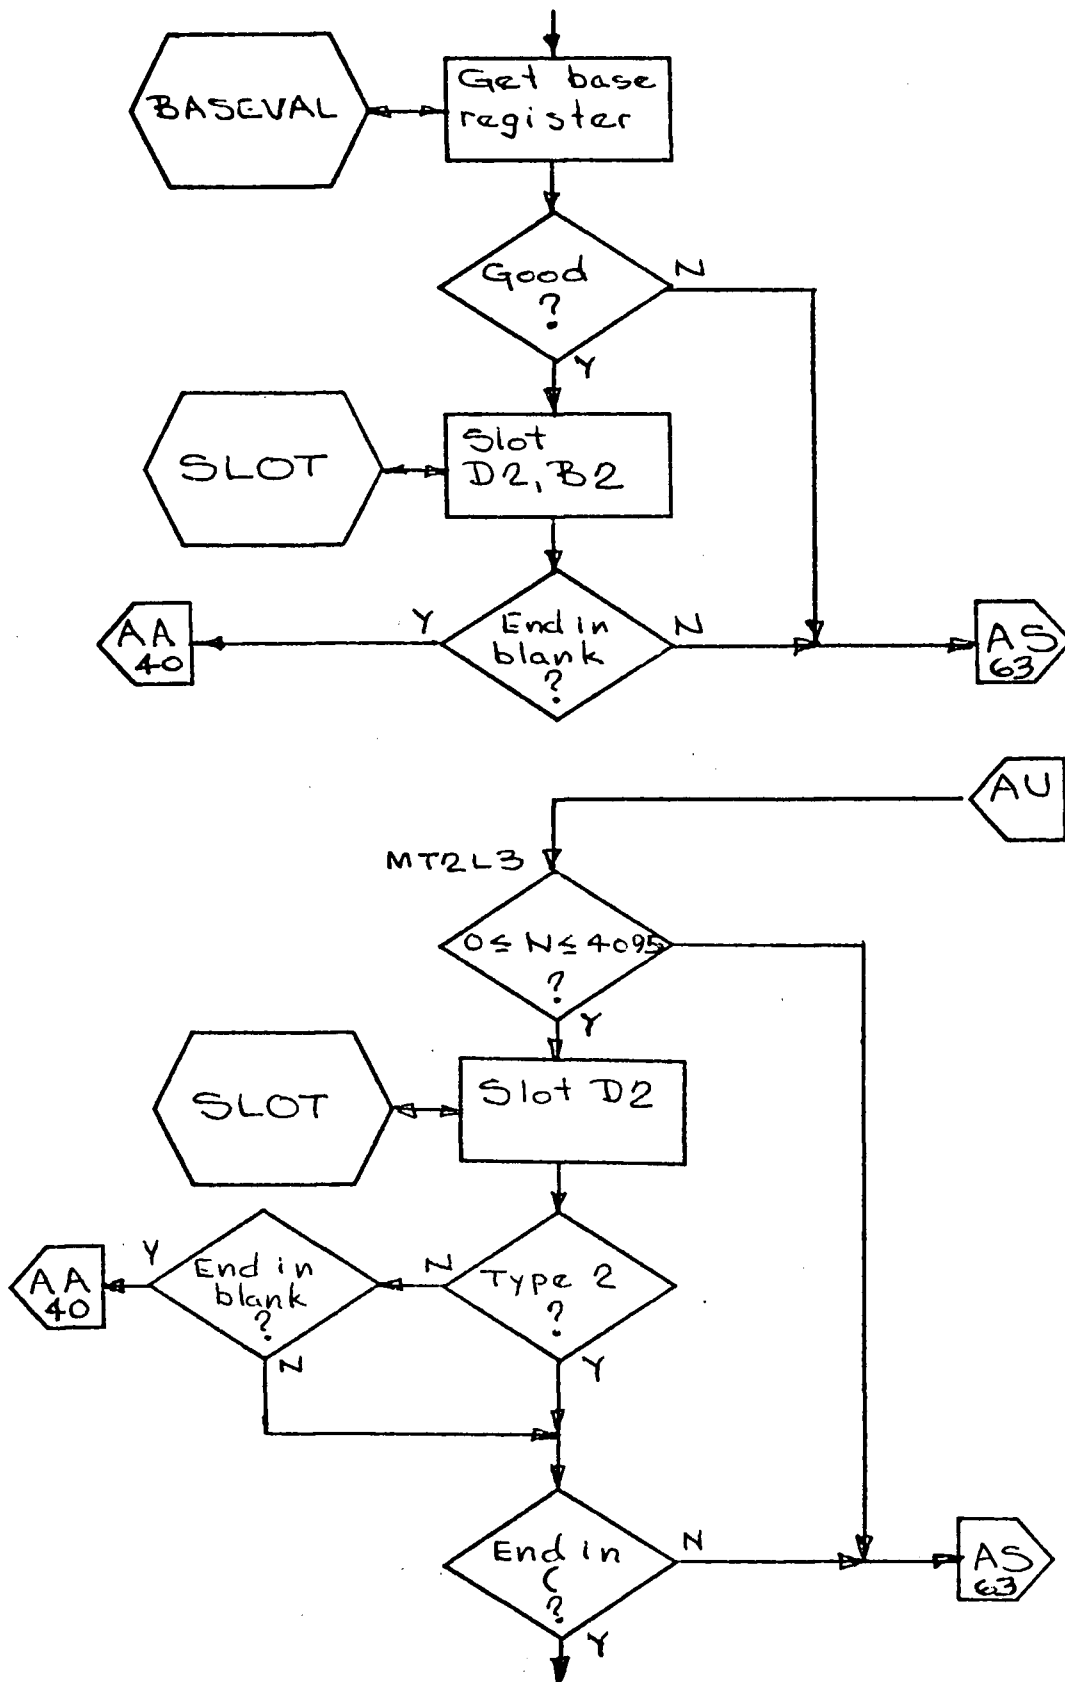 Get base
register
BASEVAL
Good
?
N
Y
Slot
D2, B2
SLOT
End in
blank
?
Y
N
AA
40
AS
63
AU
MT2L3
0 ≤ N ≤ 4095
?
Y
Slot D2
SLOT
Type 2
?
N
Y
End in
blank
?
Y
N
AA
40
End in
(
?
N
Y
AS
63